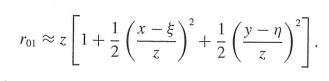 r₀₁ ≈ z [1 + 1/2 ((x − ξ)/z)² + 1/2 ((y − η)/z)²].